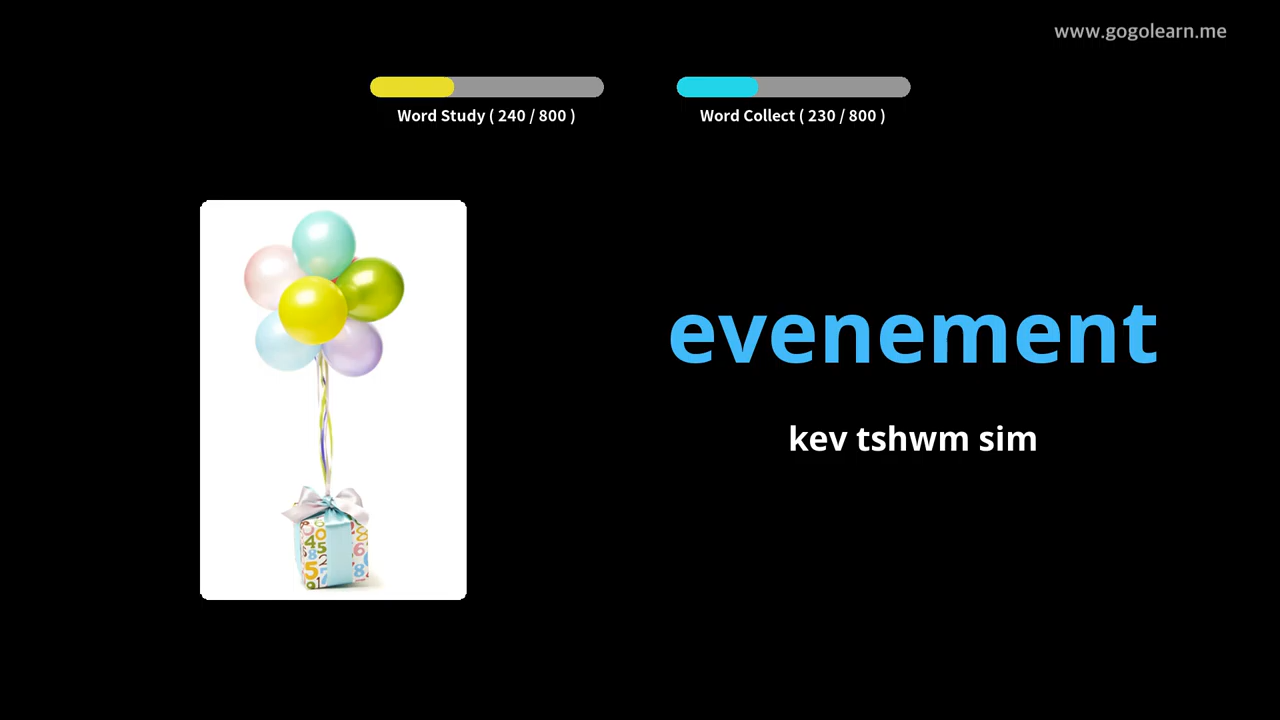 www.gogolearn.me
Word Study ( 240 / 800 )
Word Collect ( 230 / 800 )
evenement
kev tshwm sim